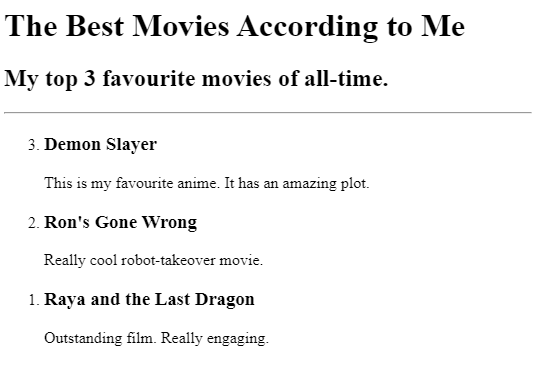 The Best Movies According to Me
My top 3 favourite movies of all-time.
3. Demon Slayer
This is my favourite anime. It has an amazing plot.
2. Ron's Gone Wrong
Really cool robot-takeover movie.
1. Raya and the Last Dragon
Outstanding film. Really engaging.